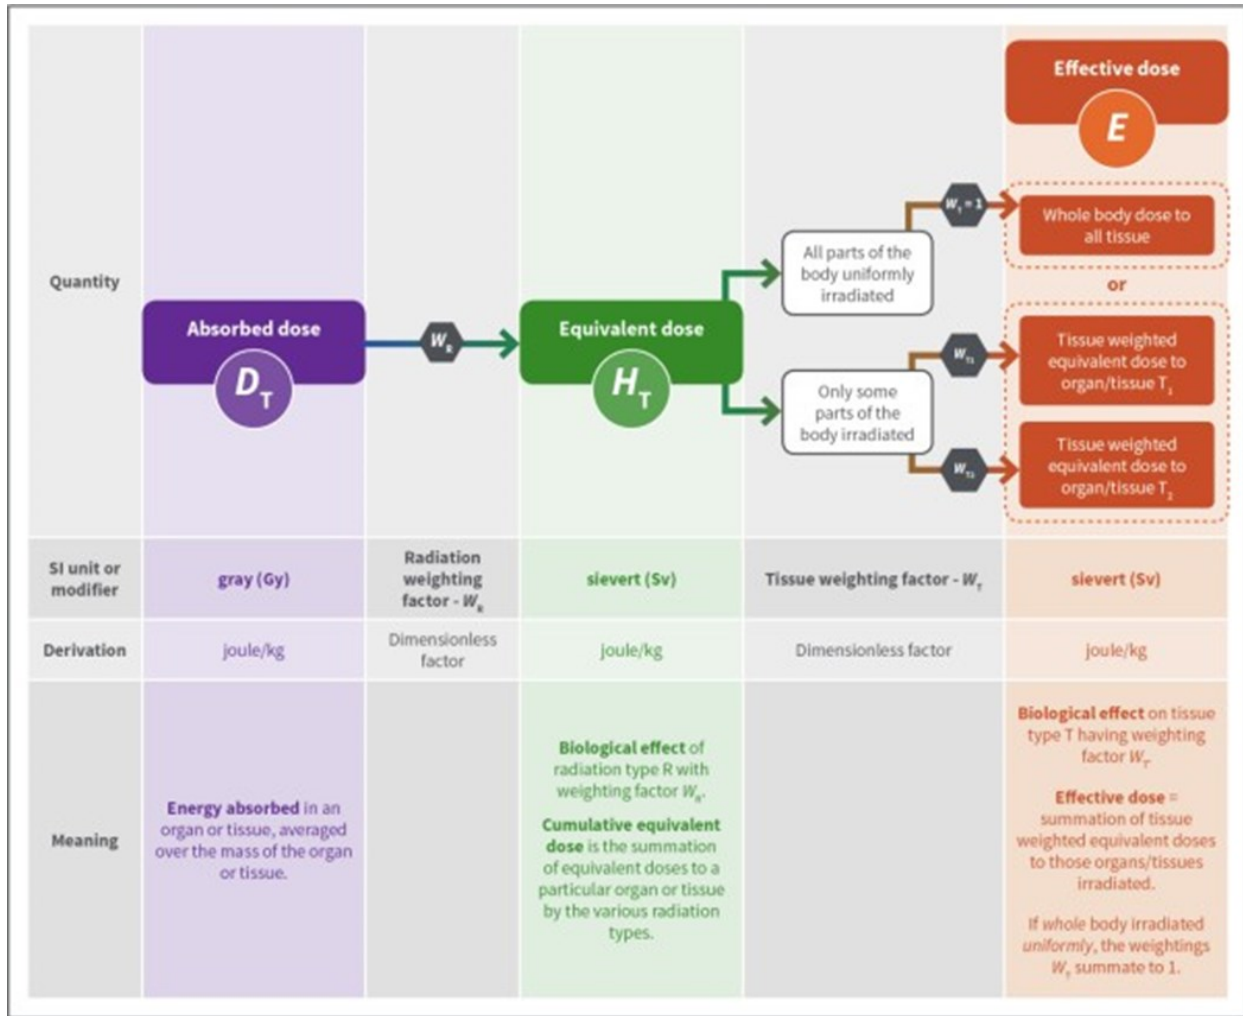 Effective dose
E
W_T = 1
Whole body dose to
all tissue
All parts of the
body uniformly
irradiated
Quantity
or
Absorbed dose
D_T
W_R
Equivalent dose
H_T
Tissue weighted
equivalent dose to
organ/tissue T_1
W_T1
Only some
parts of the
body irradiated
Tissue weighted
equivalent dose to
organ/tissue T_2
SI unit or
modifier
gray (Gy)
Radiation
weighting
factor - W_R
sievert (Sv)
Tissue weighting factor - W_T
sievert (Sv)
Derivation
joule/kg
Dimensionless
factor
joule/kg
Dimensionless factor
joule/kg
Meaning
Energy absorbed in an
organ or tissue, averaged
over the mass of the organ
or tissue.
Biological effect of
radiation type R with
weighting factor W_R.
Cumulative equivalent
dose is the summation
of equivalent doses to a
particular organ or tissue
by the various radiation
types.
Biological effect on tissue
type T having weighting
factor W_T.
Effective dose =
summation of tissue
weighted equivalent doses
to those organs/tissues
irradiated.
If whole body irradiated
uniformly, the weightings
W_T summate to 1.